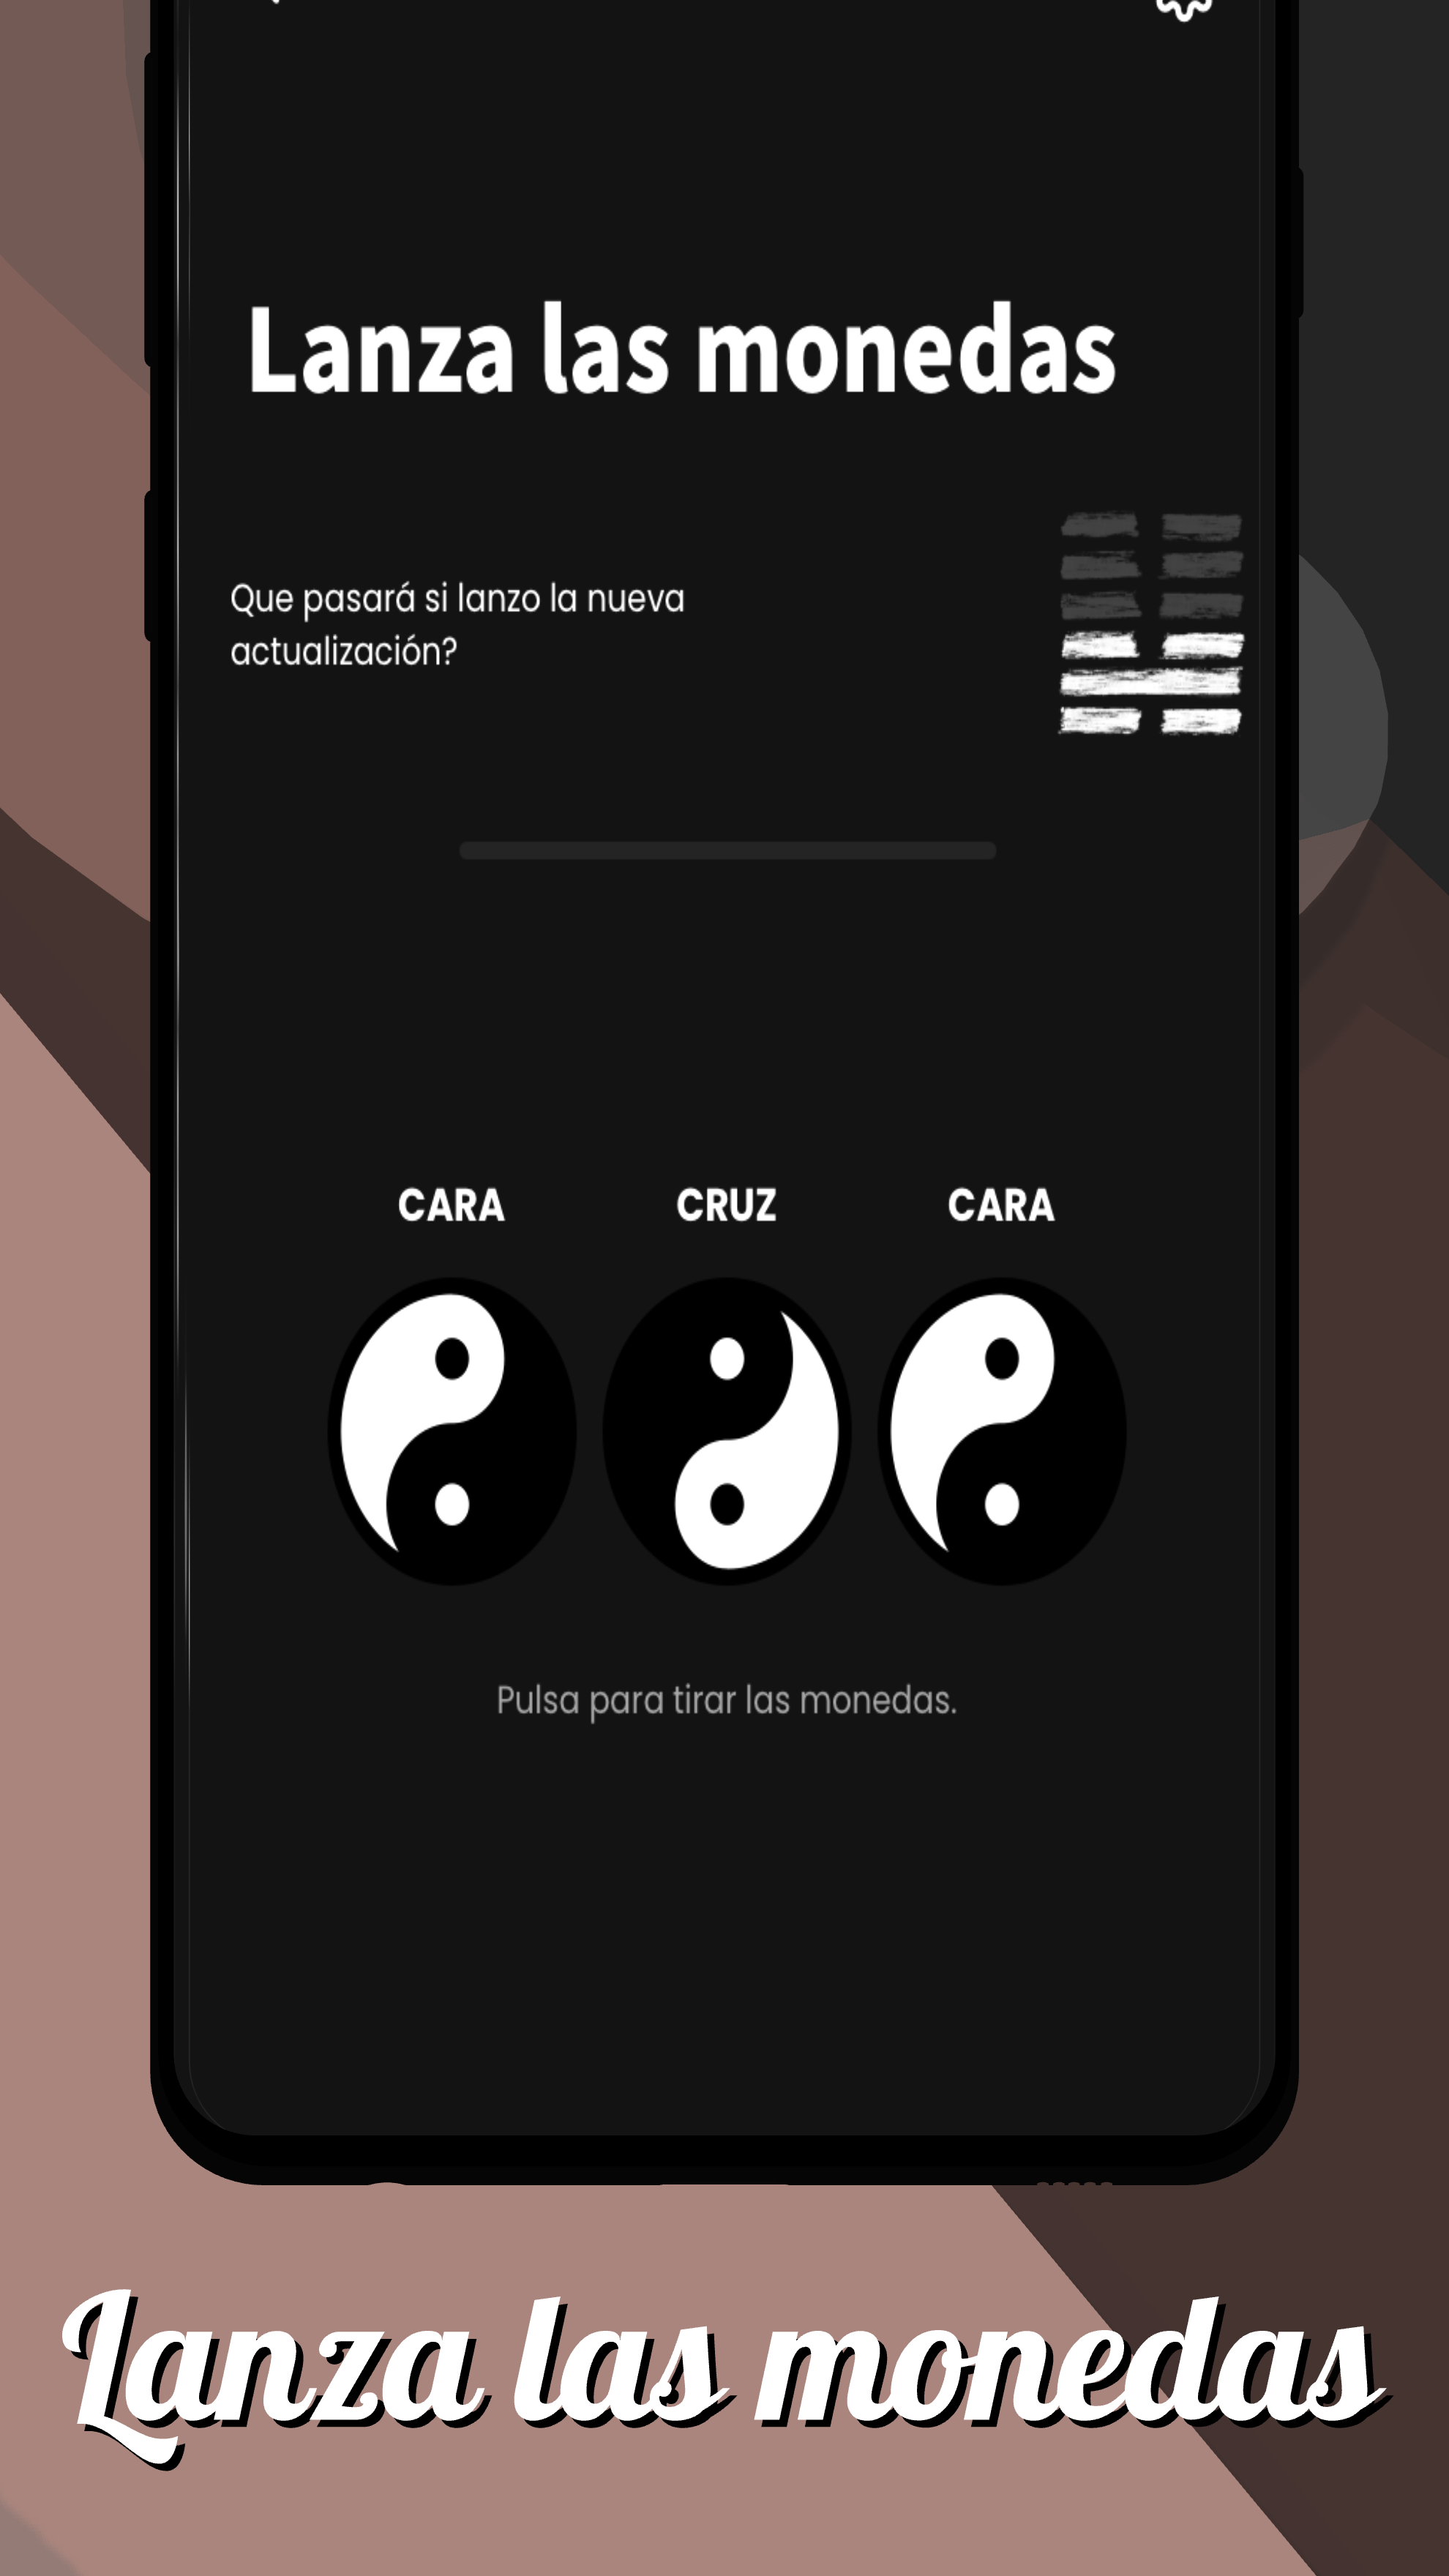 Lanza las monedas
Que pasará si lanzo la nueva
actualización?
CARA CRUZ CARA
Pulsa para tirar las monedas.
Lanza las monedas